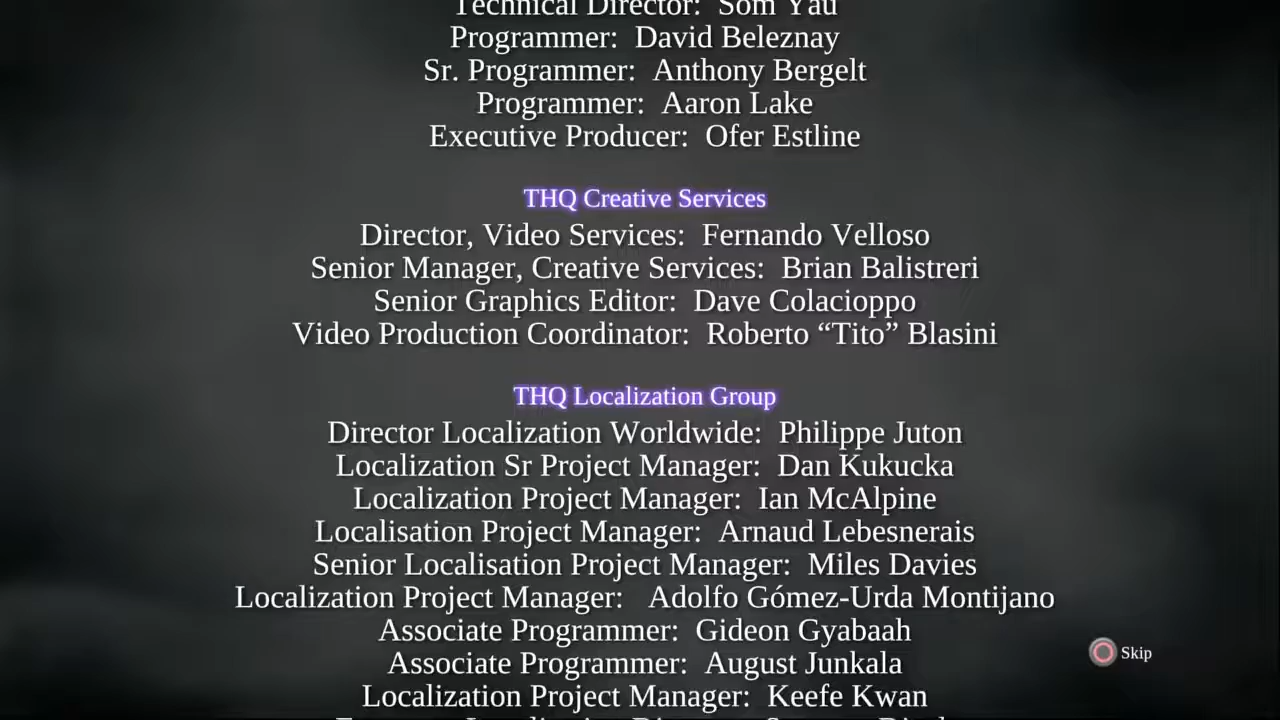 Technical Director: Som Yau
Programmer: David Beleznay
Sr. Programmer: Anthony Bergelt
Programmer: Aaron Lake
Executive Producer: Ofer Estline
THQ Creative Services
Director, Video Services: Fernando Velloso
Senior Manager, Creative Services: Brian Balistreri
Senior Graphics Editor: Dave Colacioppo
Video Production Coordinator: Roberto “Tito” Blasini
THQ Localization Group
Director Localization Worldwide: Philippe Juton
Localization Sr Project Manager: Dan Kukucka
Localization Project Manager: Ian McAlpine
Localisation Project Manager: Arnaud Lebesnerais
Senior Localisation Project Manager: Miles Davies
Localization Project Manager: Adolfo Gómez-Urda Montijano
Associate Programmer: Gideon Gyabaah
Associate Programmer: August Junkala
Skip
Localization Project Manager: Keefe Kwan